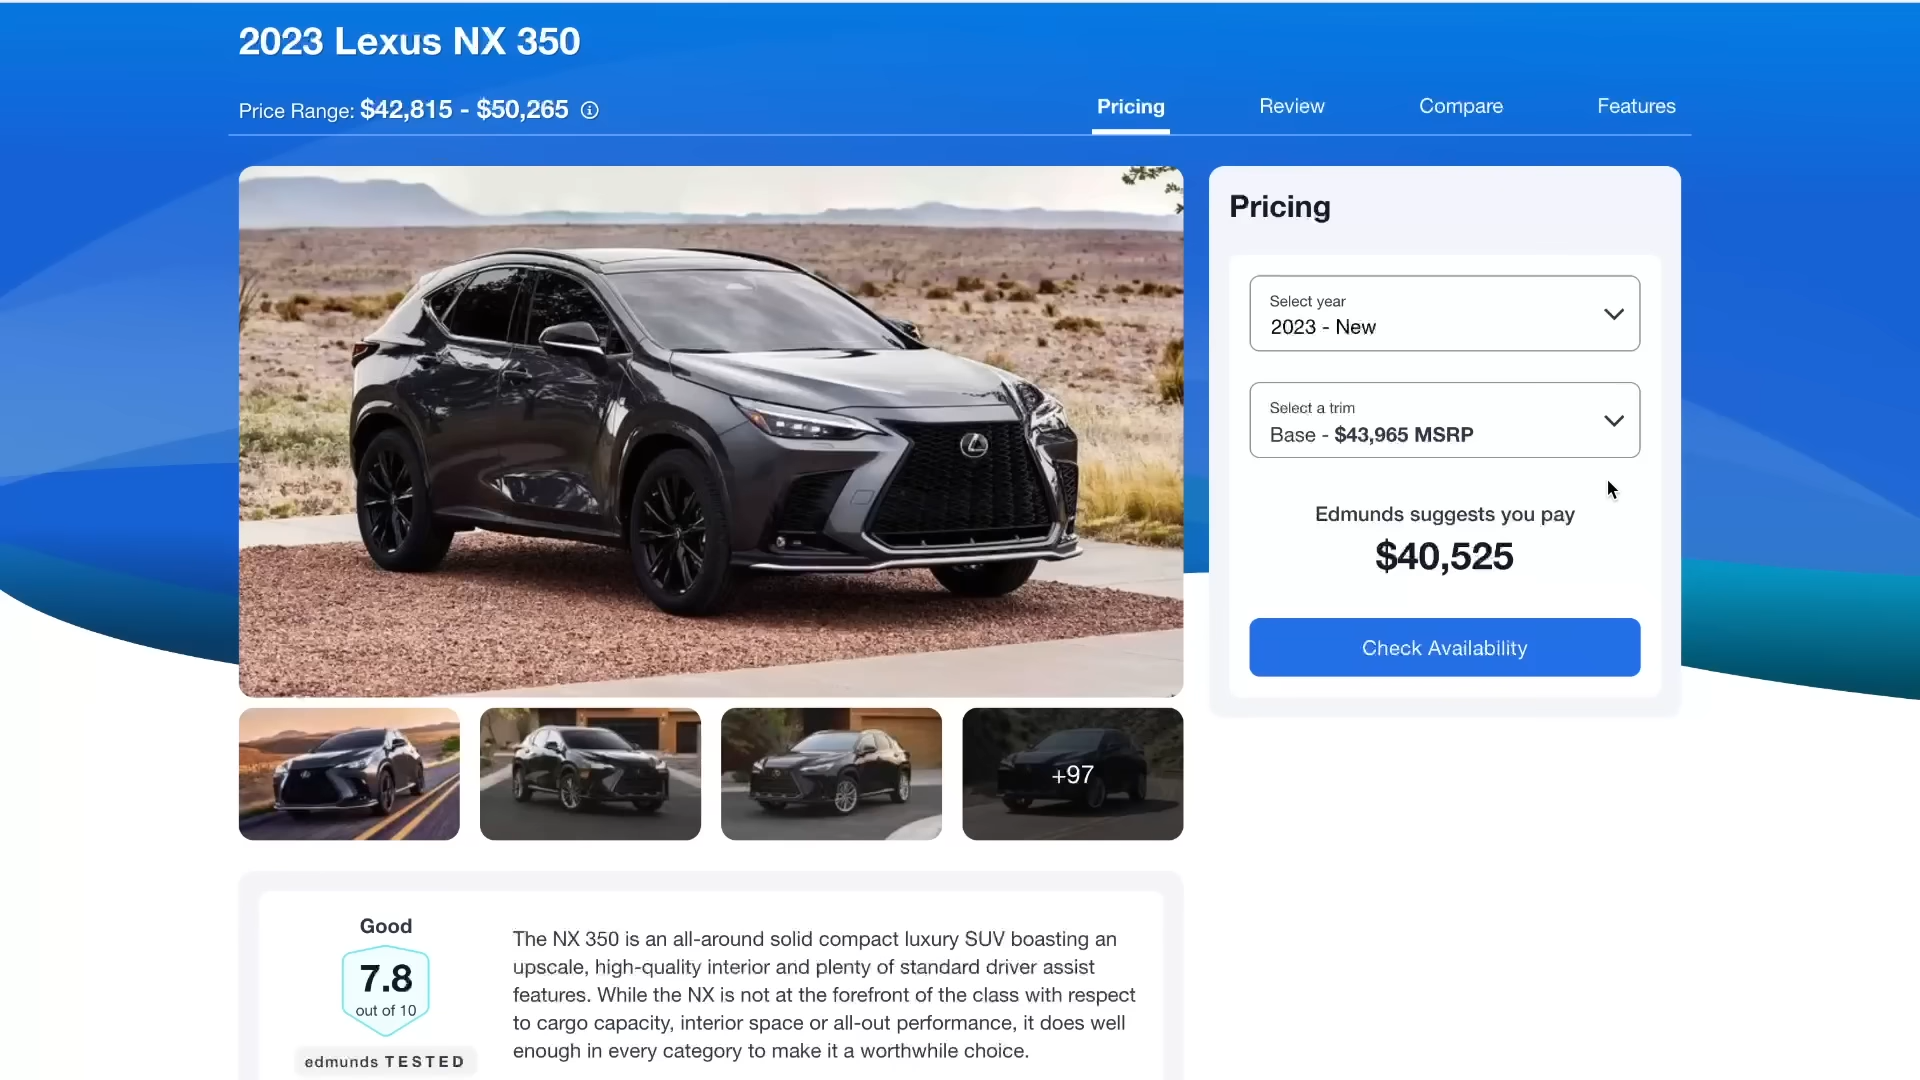 2023 Lexus NX 350
Price Range: $42,815 - $50,265
Pricing
Review
Compare
Features
Pricing
Select year
2023 - New
Select a trim
Base - $43,965 MSRP
Edmunds suggests you pay
$40,525
Check Availability
+97
Good
7.8
out of 10
edmunds TESTED
The NX 350 is an all-around solid compact luxury SUV boasting an
upscale, high-quality interior and plenty of standard driver assist
features. While the NX is not at the forefront of the class with respect
to cargo capacity, interior space or all-out performance, it does well
enough in every category to make it a worthwhile choice.